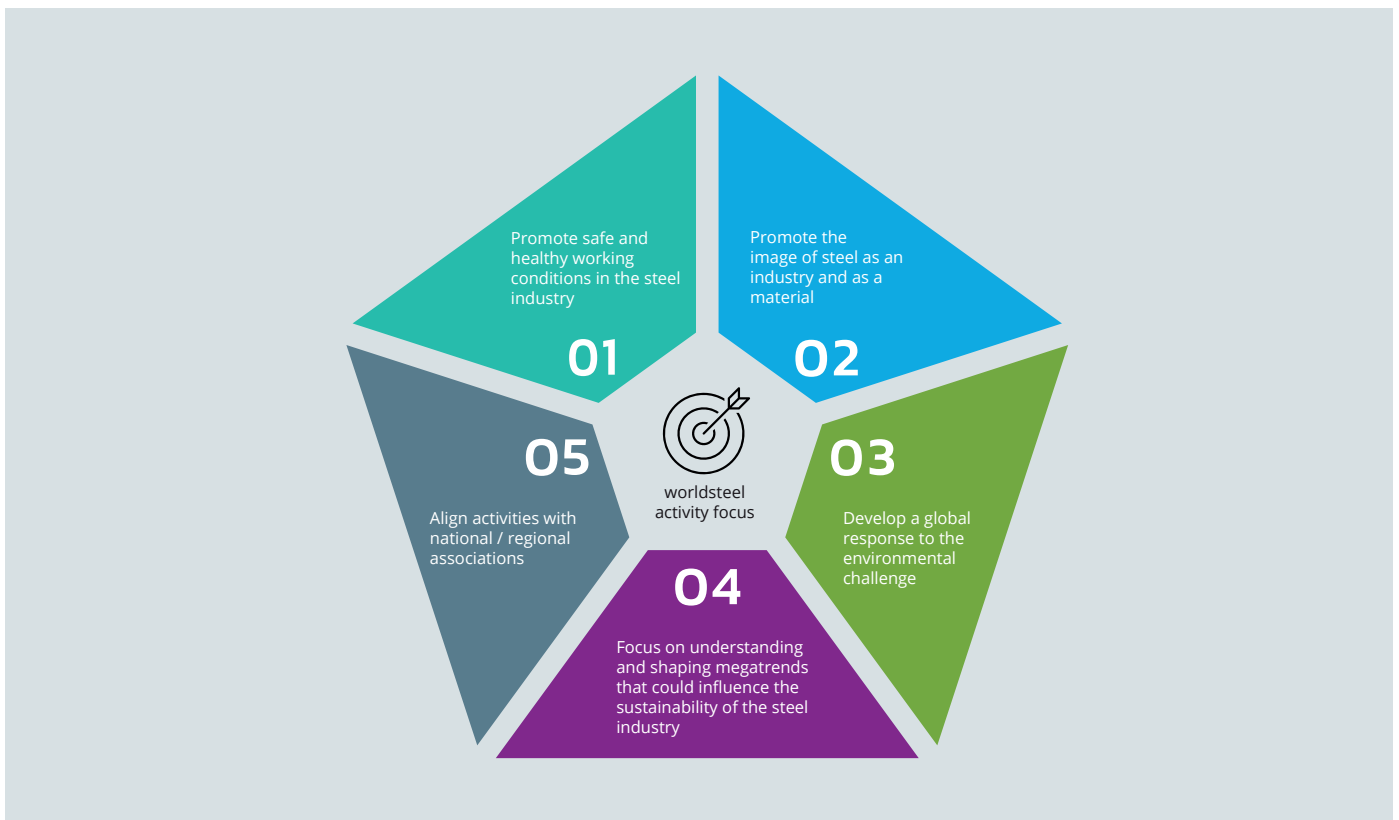 Promote safe and
healthy working
conditions in the steel
industry
01
Promote the
image of steel as an
industry and as a
material
02
03
Develop a global
response to the
environmental
challenge
04
Focus on understanding
and shaping megatrends
that could influence the
sustainability of the steel
industry
05
Align activities with
national / regional
associations
worldsteel
activity focus